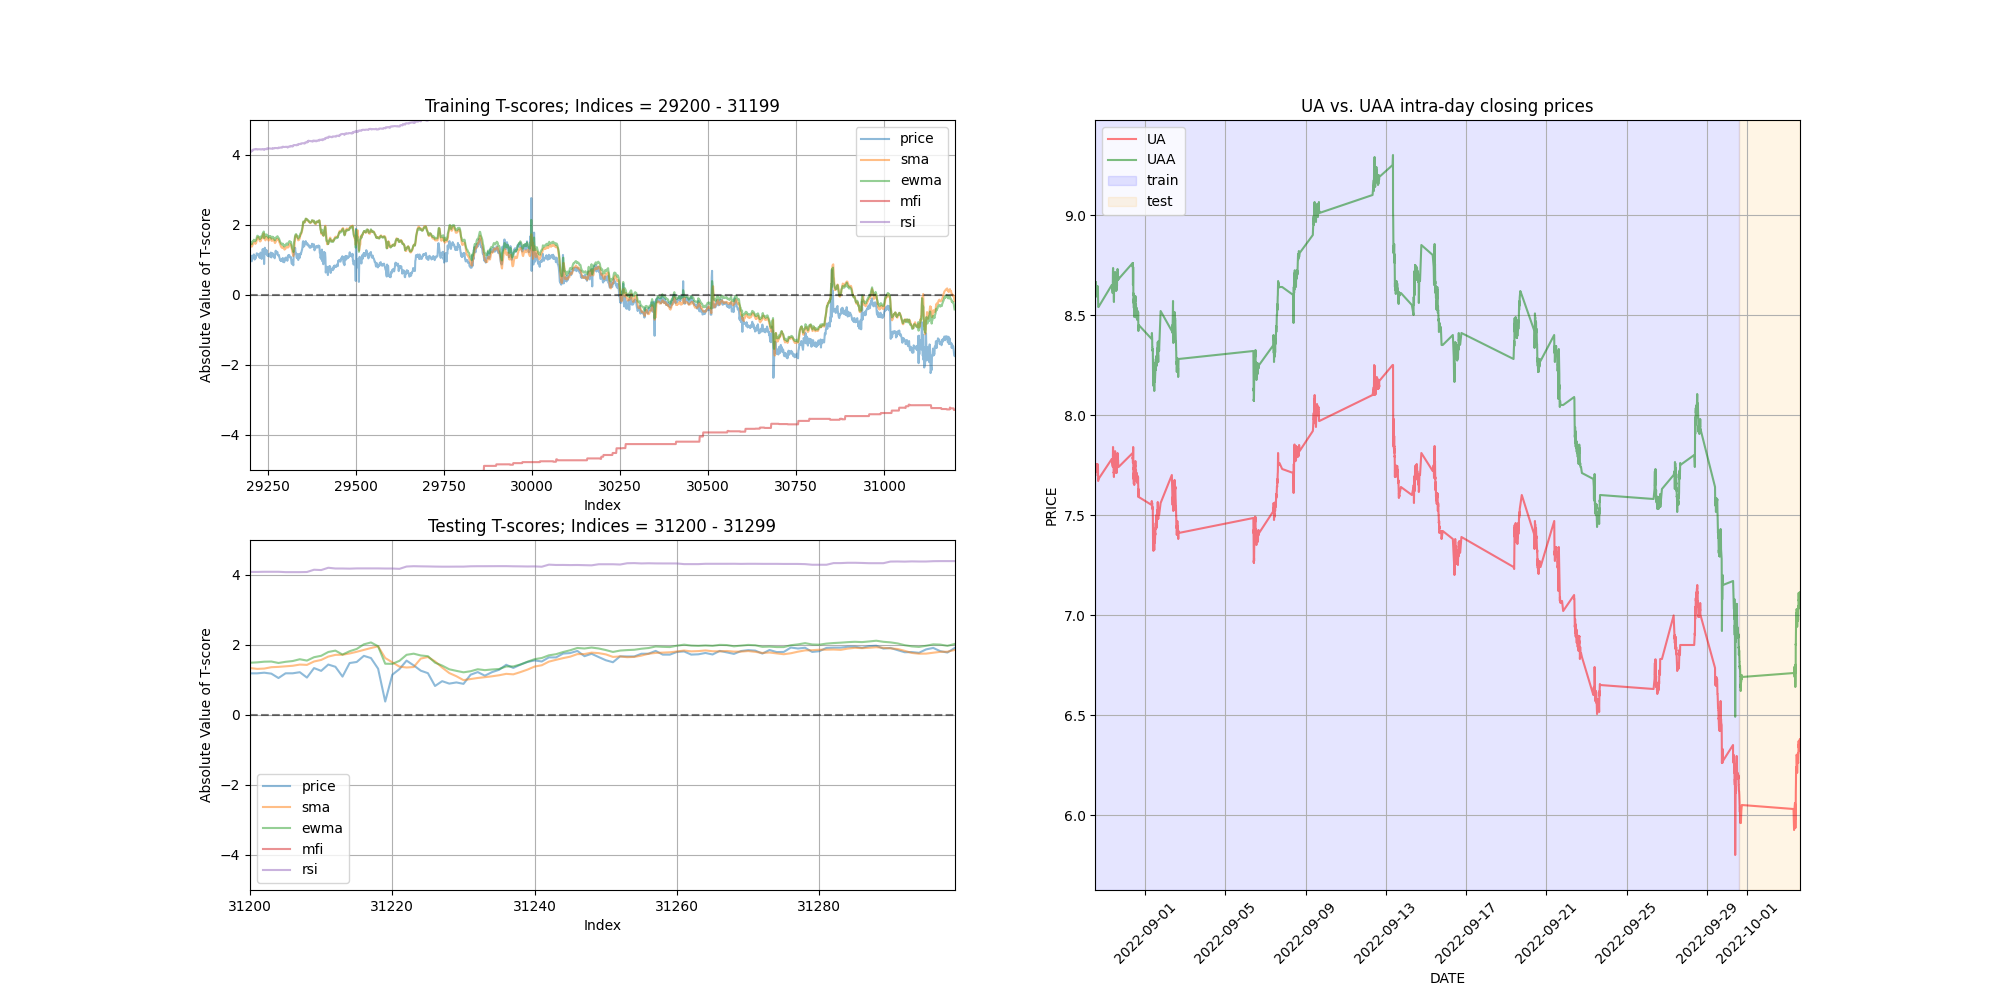 Training T-scores; Indices = 29200 - 31199
Absolute Value of T-score
4
2
0
−2
−4
29250
29500
29750
30000
30250
30500
30750
31000
Index
price
sma
ewma
mfi
rsi
Testing T-scores; Indices = 31200 - 31299
Absolute Value of T-score
4
2
0
−2
−4
31200
31220
31240
31260
31280
Index
price
sma
ewma
mfi
rsi
UA vs. UAA intra-day closing prices
UA
UAA
train
test
PRICE
9.0
8.5
8.0
7.5
7.0
6.5
6.0
2022-09-01
2022-09-05
2022-09-09
2022-09-13
2022-09-17
2022-09-21
2022-09-25
2022-09-29
2022-10-01
DATE